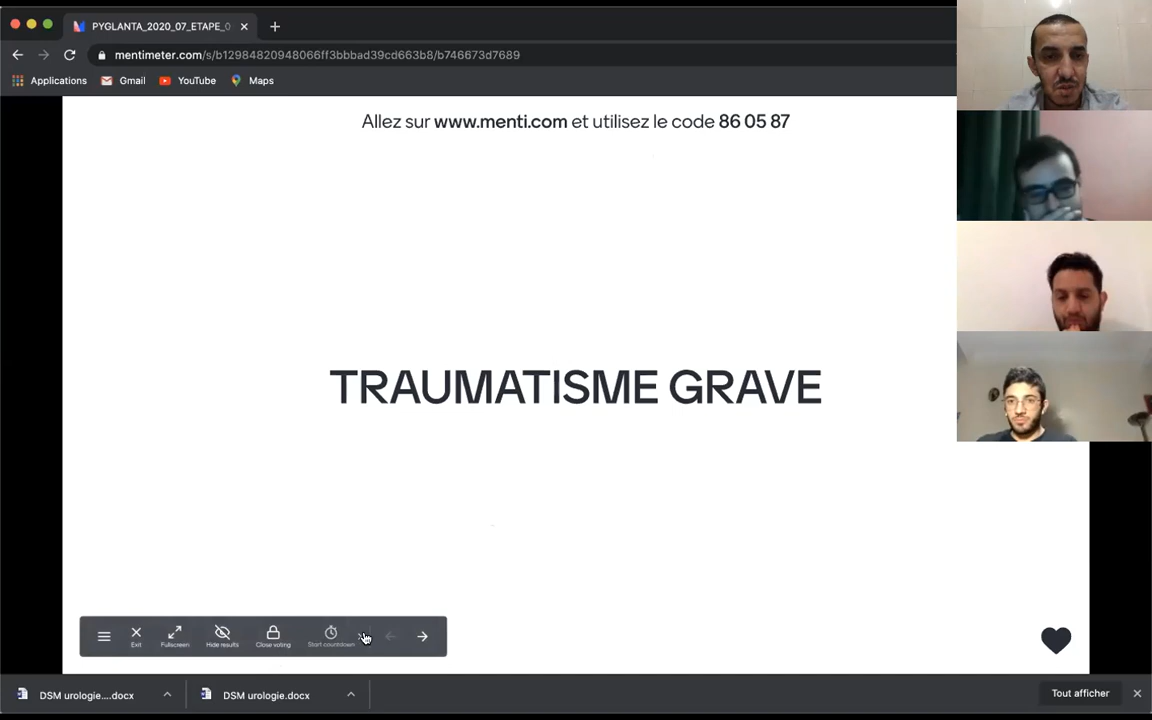 PYGLANTA_2020_07_ETAPE_0
mentimeter.com/s/b12984820948066ff3bbbad39cd663b8/b746673d7689
Applications Gmail YouTube Maps
Allez sur www.menti.com et utilisez le code 86 05 87
TRAUMATISME GRAVE
Exit Fullscreen Hide results Close voting Start countdown
DSM urologie....docx DSM urologie.docx Tout afficher